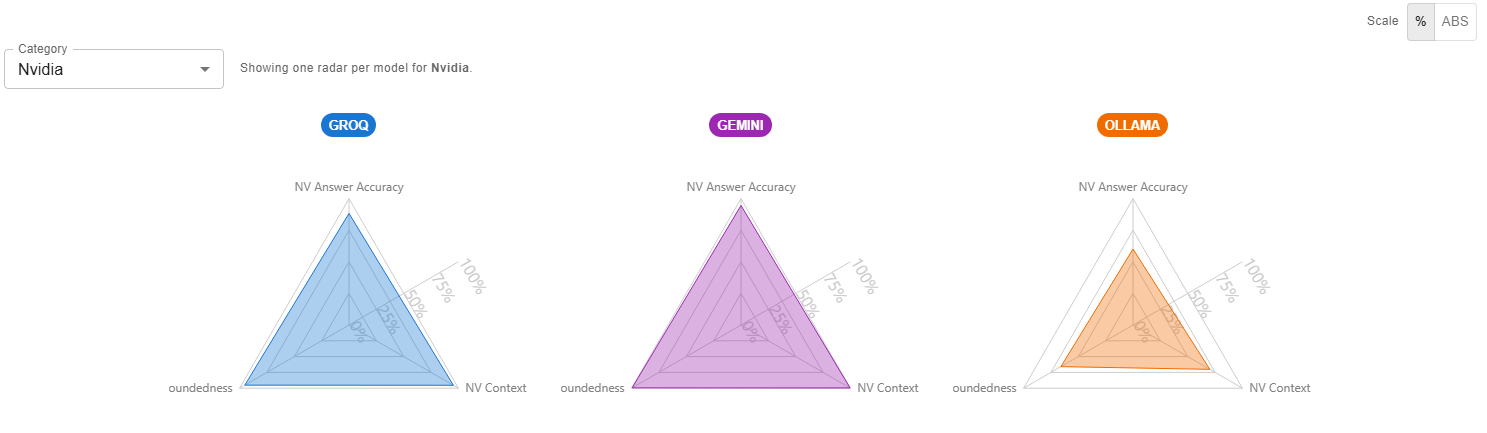 Scale % ABS
Category
Nvidia
Showing one radar per model for Nvidia.
GROQ
GEMINI
OLLAMA
NV Answer Accuracy
100%
75%
50%
25%
0%
oundedness
NV Context
NV Answer Accuracy
100%
75%
50%
25%
0%
oundedness
NV Context
NV Answer Accuracy
100%
75%
50%
25%
0%
oundedness
NV Context